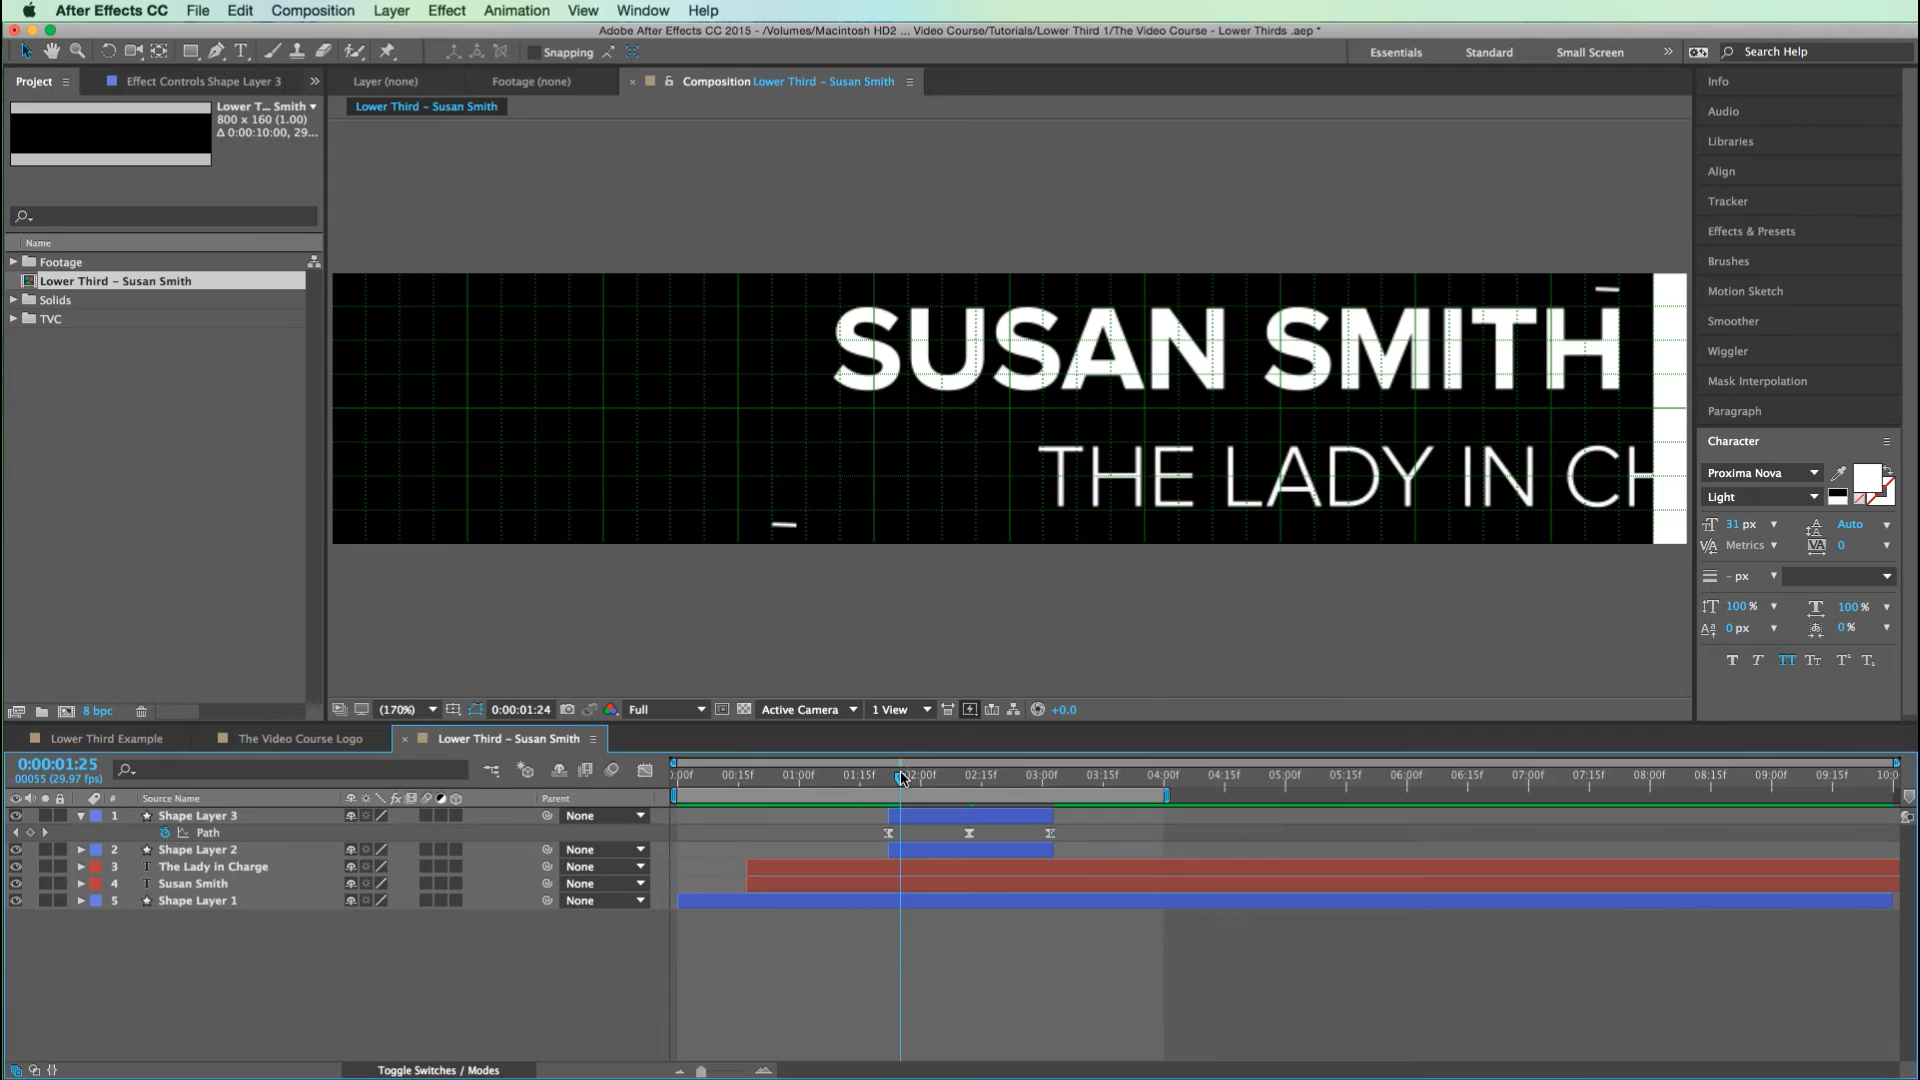 After Effects CC File Edit Composition Layer Effect Animation View Window Help
Adobe After Effects CC 2015 - /Volumes/Macintosh HD2 ... Video Course/Tutorials/Lower Third 1/The Video Course - Lower Thirds .aep *
Snapping Essentials Standard Small Screen Search Help
Project Effect Controls Shape Layer 3 Layer (none) Footage (none) Composition Lower Third – Susan Smith
Lower T... Smith
800 x 160 (1.00)
Δ 0:00:10:00, 29...
Lower Third – Susan Smith
Name
Footage
Lower Third – Susan Smith
Solids
TVC
8 bpc
SUSAN SMITH
THE LADY IN CH
(170%) 0:00:01:24 Full Active Camera 1 View +0.0
Info
Audio
Libraries
Align
Tracker
Effects & Presets
Brushes
Motion Sketch
Smoother
Wiggler
Mask Interpolation
Paragraph
Character
Proxima Nova
Light
31 px Auto
Metrics 0
- px
100 % 100 %
0 px 0 %
T T TT Tт T¹ T₁
Lower Third Example The Video Course Logo Lower Third – Susan Smith
0:00:01:25
00055 (29.97 fps)
# Source Name Parent
:00f 00:15f 01:00f 01:15f 02:00f 02:15f 03:00f 03:15f 04:00f 04:15f 05:00f 05:15f 06:00f 06:15f 07:00f 07:15f 08:00f 08:15f 09:00f 09:15f 10:0
1 Shape Layer 3 None
Path
2 Shape Layer 2 None
3 T The Lady in Charge None
4 T Susan Smith None
5 Shape Layer 1 None
Toggle Switches / Modes